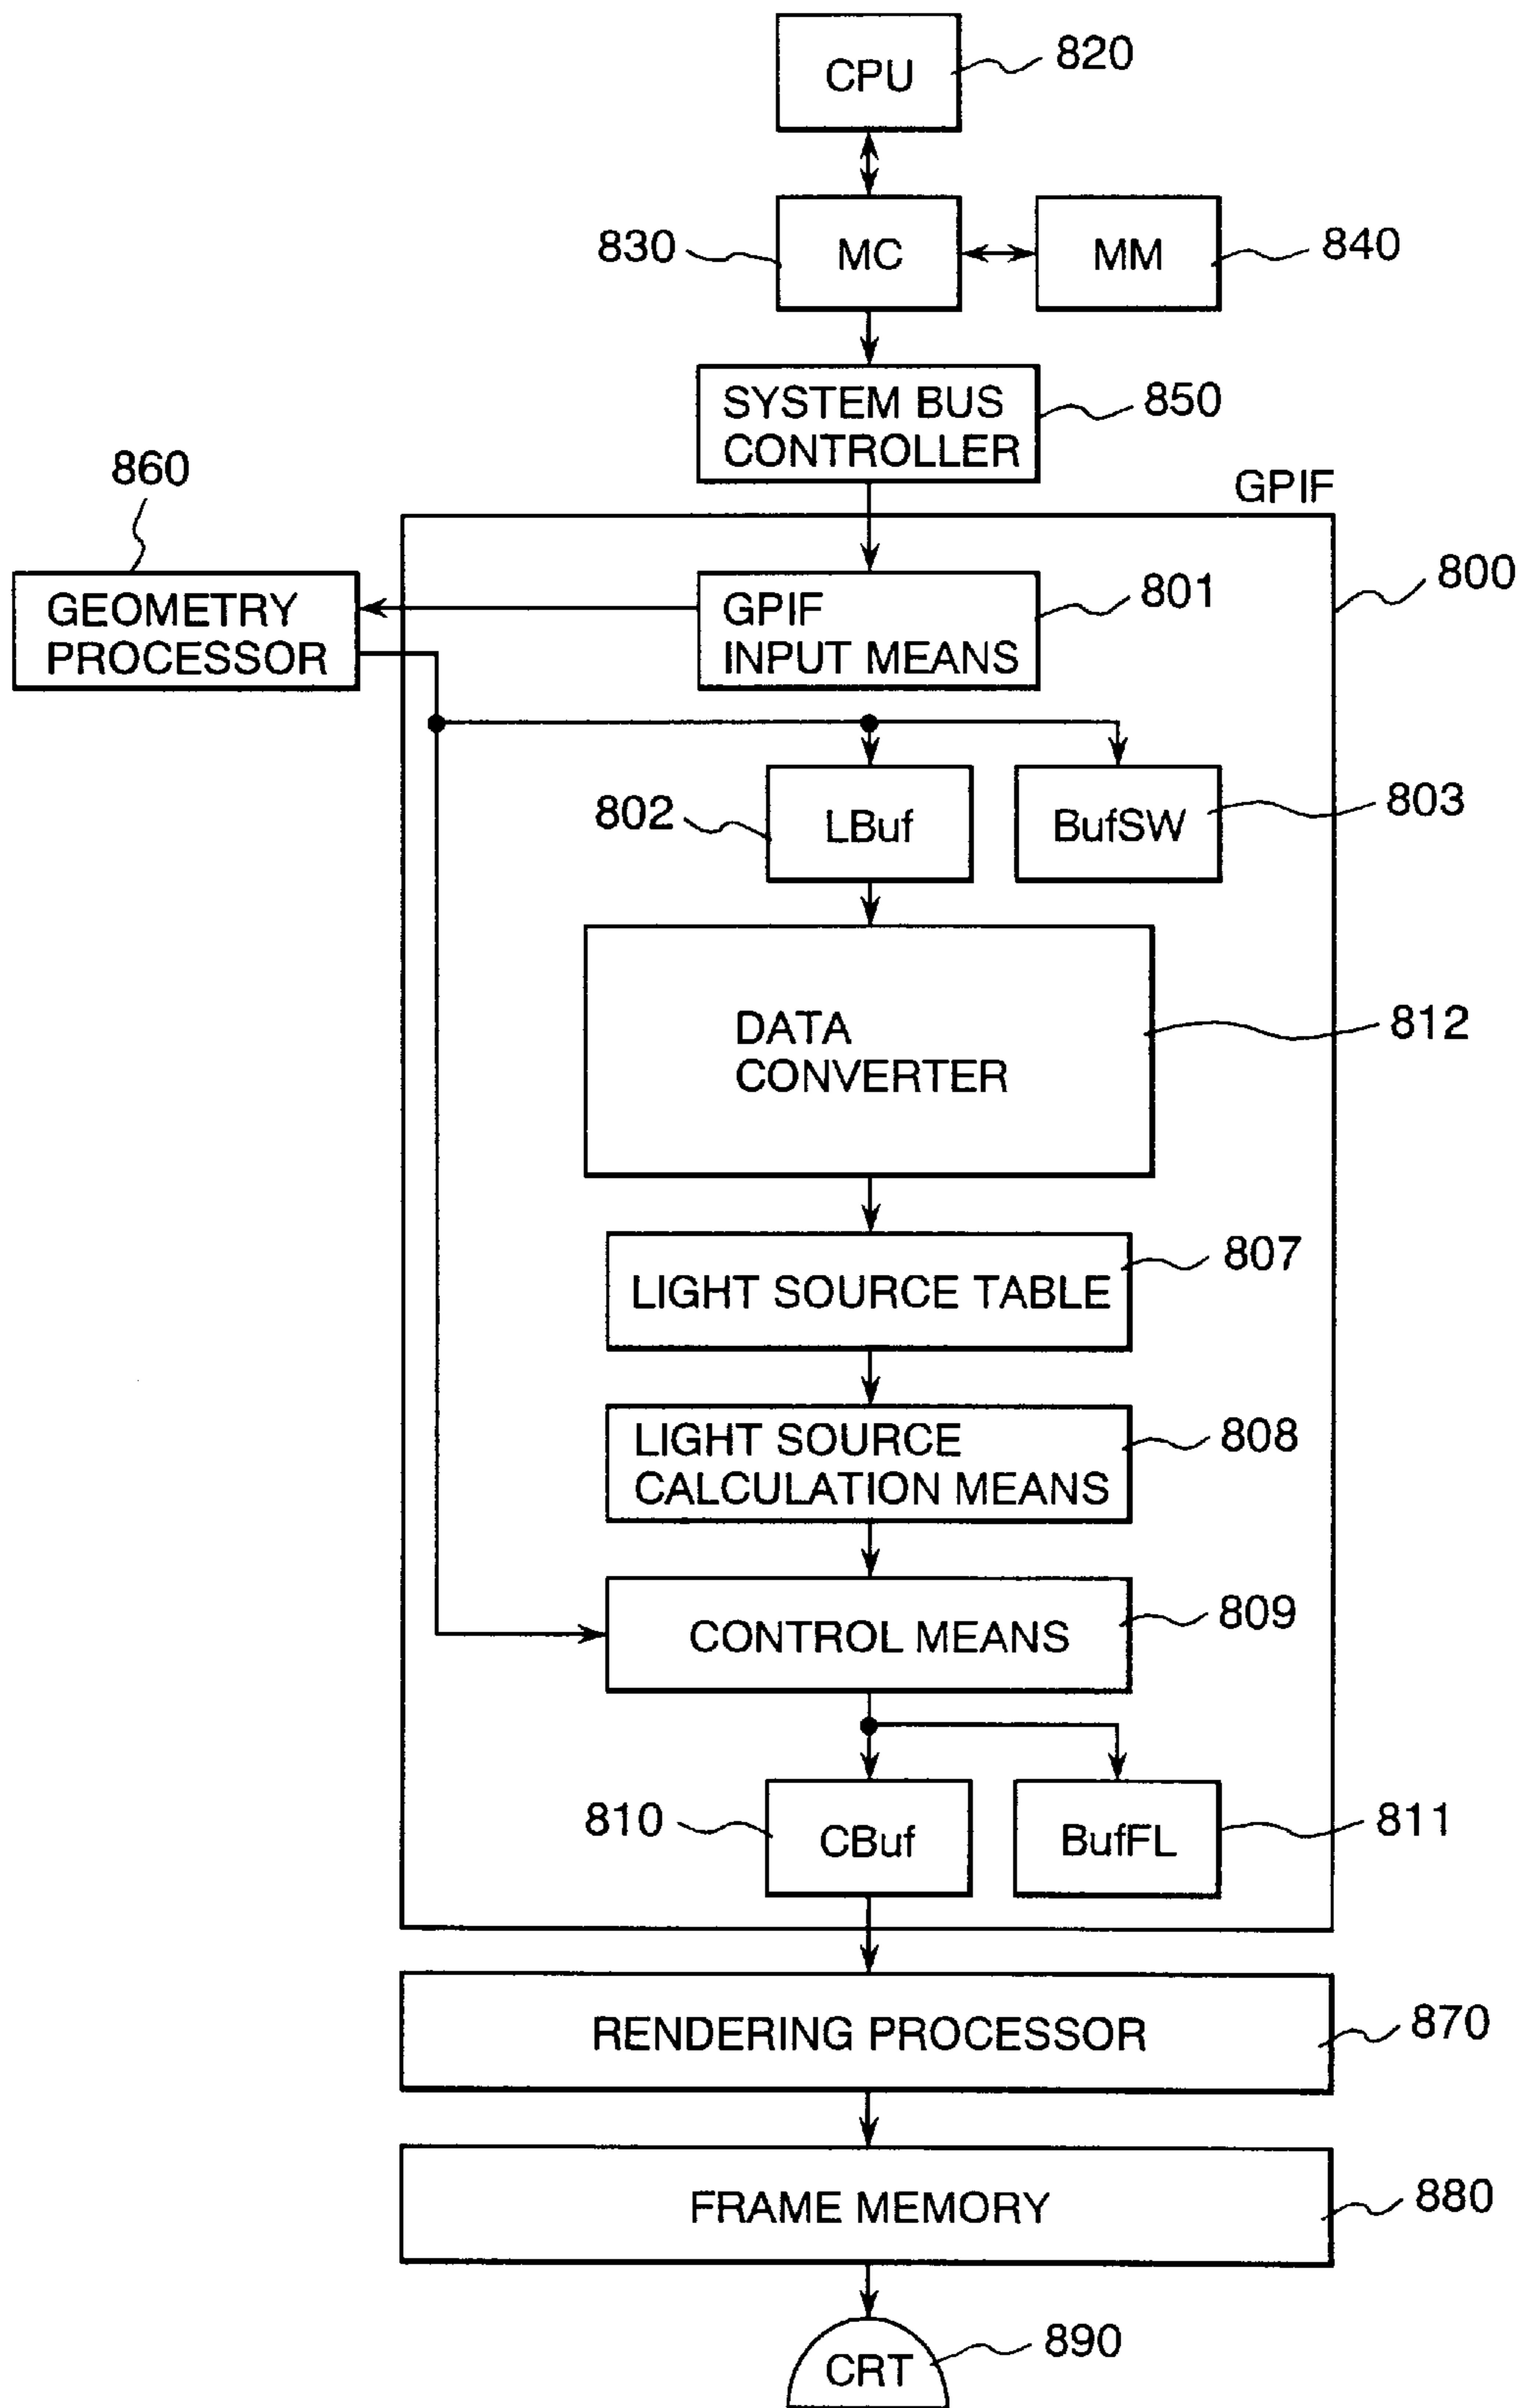 CPU
820
830
MC
MM
840
SYSTEM BUS
CONTROLLER
850
860
GPIF
GEOMETRY
PROCESSOR
GPIF
INPUT MEANS
801
800
802
LBuf
BufSW
803
DATA
CONVERTER
812
LIGHT SOURCE TABLE
807
LIGHT SOURCE
CALCULATION MEANS
808
CONTROL MEANS
809
810
CBuf
BufFL
811
RENDERING PROCESSOR
870
FRAME MEMORY
880
CRT
890